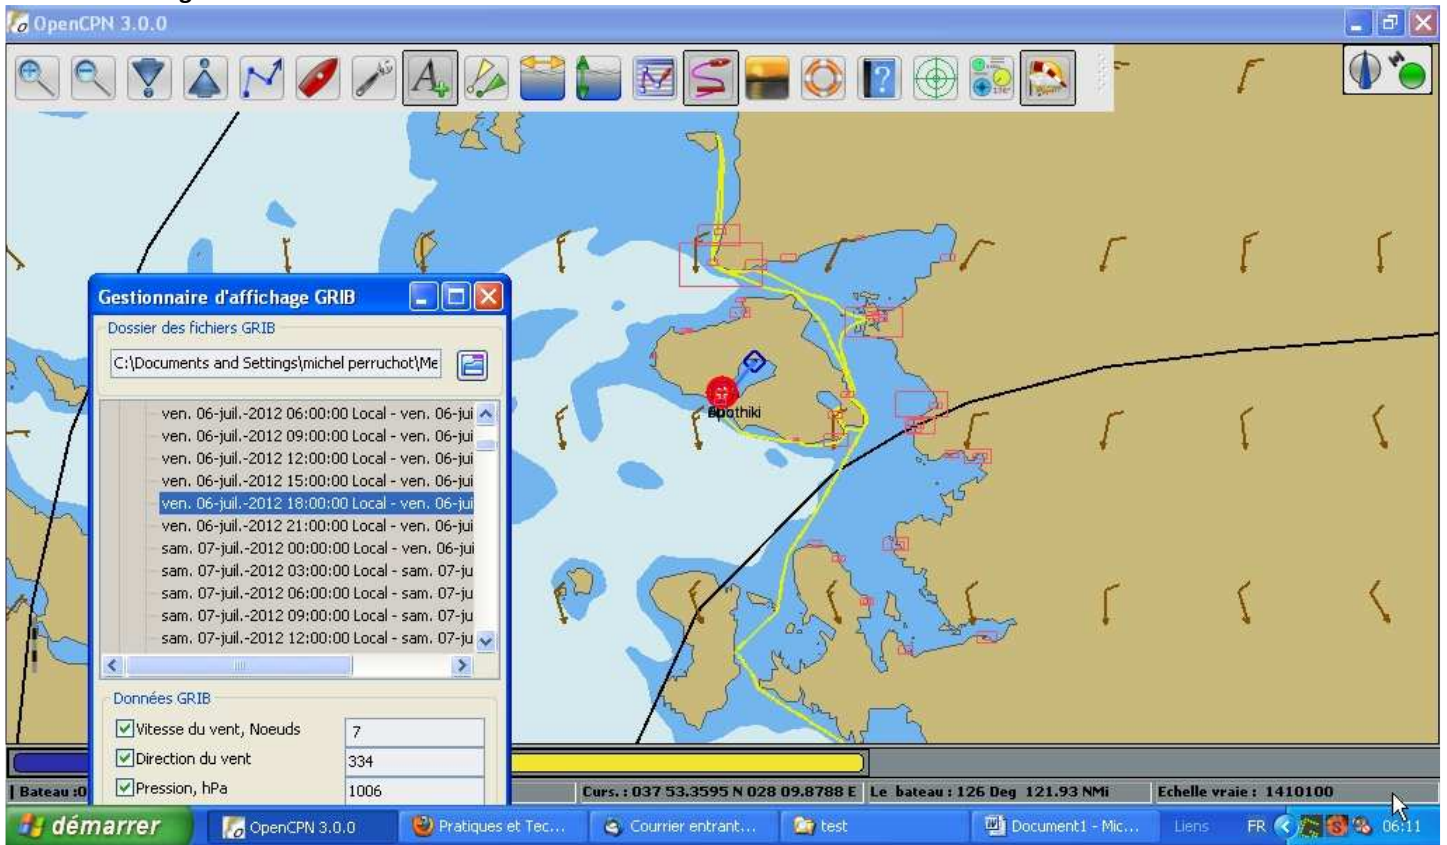 OpenCPN 3.0.0
Gestionnaire d'affichage GRIB
Dossier des fichiers GRIB
C:\Documents and Settings\michel perruchot\Me
ven. 06-juil.-2012 06:00:00 Local - ven. 06-jui
ven. 06-juil.-2012 09:00:00 Local - ven. 06-jui
ven. 06-juil.-2012 12:00:00 Local - ven. 06-jui
ven. 06-juil.-2012 15:00:00 Local - ven. 06-jui
ven. 06-juil.-2012 18:00:00 Local - ven. 06-jui
ven. 06-juil.-2012 21:00:00 Local - ven. 06-jui
sam. 07-juil.-2012 00:00:00 Local - ven. 06-jui
sam. 07-juil.-2012 03:00:00 Local - sam. 07-ju
sam. 07-juil.-2012 06:00:00 Local - sam. 07-ju
sam. 07-juil.-2012 09:00:00 Local - sam. 07-ju
sam. 07-juil.-2012 12:00:00 Local - sam. 07-ju
Données GRIB
Vitesse du vent, Noeuds 7
Direction du vent 334
Pression, hPa 1006
Bateau :0 Curs. : 037 53.3595 N 028 09.8788 E Le bateau : 126 Deg 121.93 NMi Echelle vraie : 1410100
démarrer OpenCPN 3.0.0 Pratiques et Tec... Courrier entrant... test Document1 - Mic... Liens FR 06:11